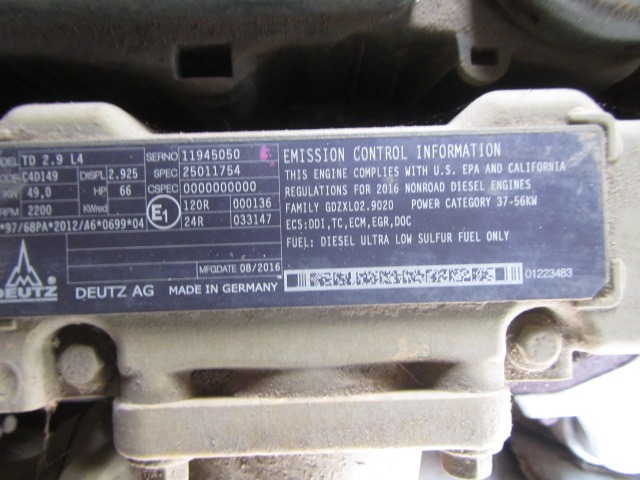 TD 2.9 L4
C4D149 DISPL 2.925
49,0 HP 66
RPM 2200 KWred
*97/68PA*2012/46*0699*04
SERNO 11945050
SPEC 25011754
CSPEC 0000000000
E1 120R 000136
24R 033147
MFGDATE 08/2016
DEUTZ
DEUTZ AG MADE IN GERMANY
EMISSION CONTROL INFORMATION
THIS ENGINE COMPLIES WITH U.S. EPA AND CALIFORNIA
REGULATIONS FOR 2016 NONROAD DIESEL ENGINES
FAMILY GDZXL02.9020 POWER CATEGORY 37-56KW
ECS:DDI,TC,ECM,EGR,DOC
FUEL: DIESEL ULTRA LOW SULFUR FUEL ONLY
01223483